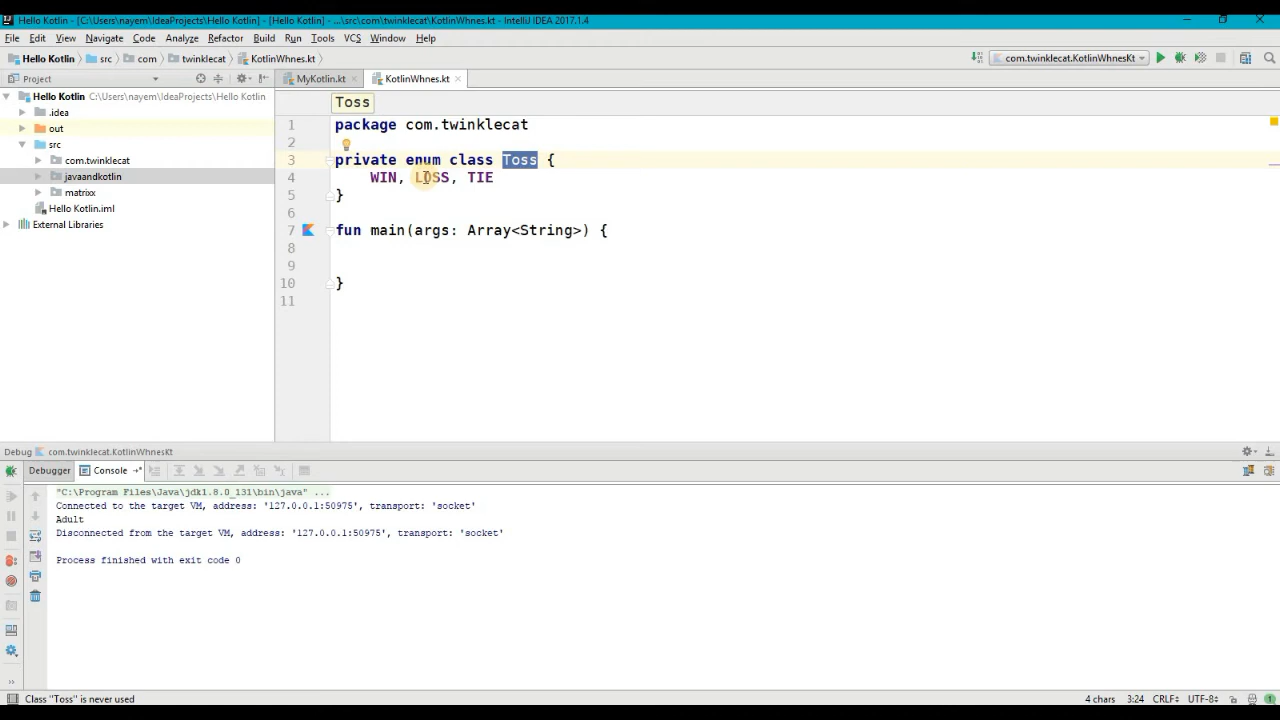 Hello Kotlin - [C:\Users\nayem\IdeaProjects\Hello Kotlin] - [Hello Kotlin] - ...\src\com\twinklecat\KotlinWhnes.kt - IntelliJ IDEA 2017.1.4
File Edit View Navigate Code Analyze Refactor Build Run Tools VCS Window Help
Hello Kotlin src com twinklecat KotlinWhnes.kt com.twinklecat.KotlinWhnesKt
Project MyKotlin.kt KotlinWhnes.kt
Hello Kotlin C:\Users\nayem\IdeaProjects\Hello Kotlin
.idea
out
src
com.twinklecat
javaandkotlin
matrixx
Hello Kotlin.iml
External Libraries
Toss
1 package com.twinklecat
2
3 private enum class Toss {
4 WIN, LOSS, TIE
5 }
6
7 fun main(args: Array<String>) {
8
9
10 }
11
Debug com.twinklecat.KotlinWhnesKt
Debugger Console
"C:\Program Files\Java\jdk1.8.0_131\bin\java" ...
Connected to the target VM, address: '127.0.0.1:50975', transport: 'socket'
Adult
Disconnected from the target VM, address: '127.0.0.1:50975', transport: 'socket'
Process finished with exit code 0
Class "Toss" is never used 4 chars 3:24 CRLF UTF-8 1